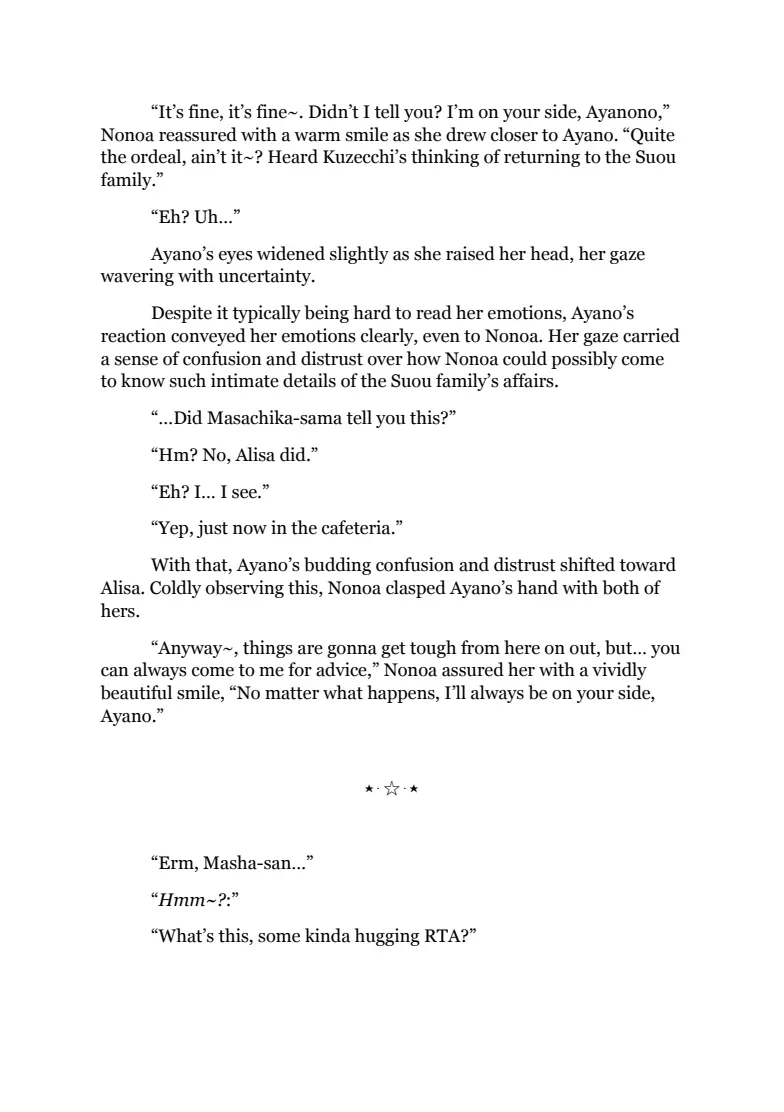 “It’s fine, it’s fine~. Didn’t I tell you? I’m on your side, Ayanono,”
Nonoa reassured with a warm smile as she drew closer to Ayano. “Quite
the ordeal, ain’t it~? Heard Kuzecchi’s thinking of returning to the Suou
family.”
“Eh? Uh…”
Ayano’s eyes widened slightly as she raised her head, her gaze
wavering with uncertainty.
Despite it typically being hard to read her emotions, Ayano’s
reaction conveyed her emotions clearly, even to Nonoa. Her gaze carried
a sense of confusion and distrust over how Nonoa could possibly come
to know such intimate details of the Suou family’s affairs.
“…Did Masachika-sama tell you this?”
“Hm? No, Alisa did.”
“Eh? I… I see.”
“Yep, just now in the cafeteria.”
With that, Ayano’s budding confusion and distrust shifted toward
Alisa. Coldly observing this, Nonoa clasped Ayano’s hand with both of
hers.
“Anyway~, things are gonna get tough from here on out, but… you
can always come to me for advice,” Nonoa assured her with a vividly
beautiful smile, “No matter what happens, I’ll always be on your side,
Ayano.”
⋆·☆·⋆
“Erm, Masha-san…”
“Hmm~?:”
“What’s this, some kinda hugging RTA?”